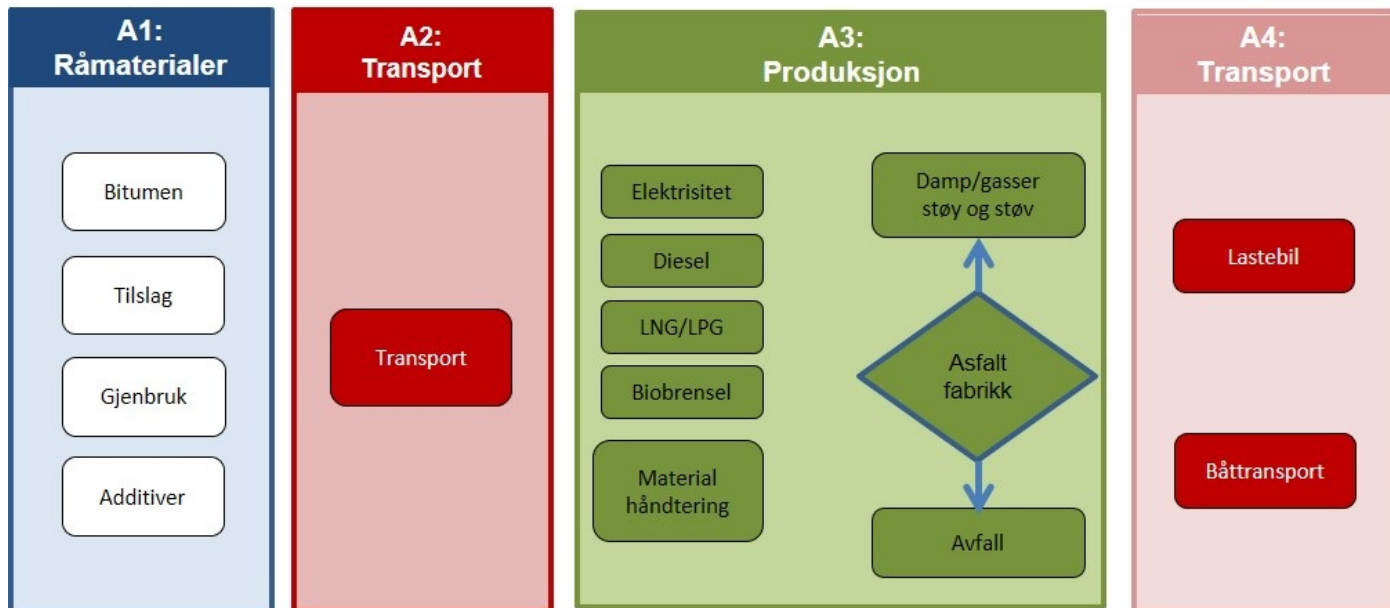 A1:
Råmaterialer
Bitumen
Tilslag
Gjenbruk
Additiver
A2:
Transport
Transport
A3:
Produksjon
Elektrisitet
Diesel
LNG/LPG
Biobrensel
Material
håndtering
Damp/gasser
støy og støv
Asfalt
fabrikk
Avfall
A4:
Transport
Lastebil
Båttransport